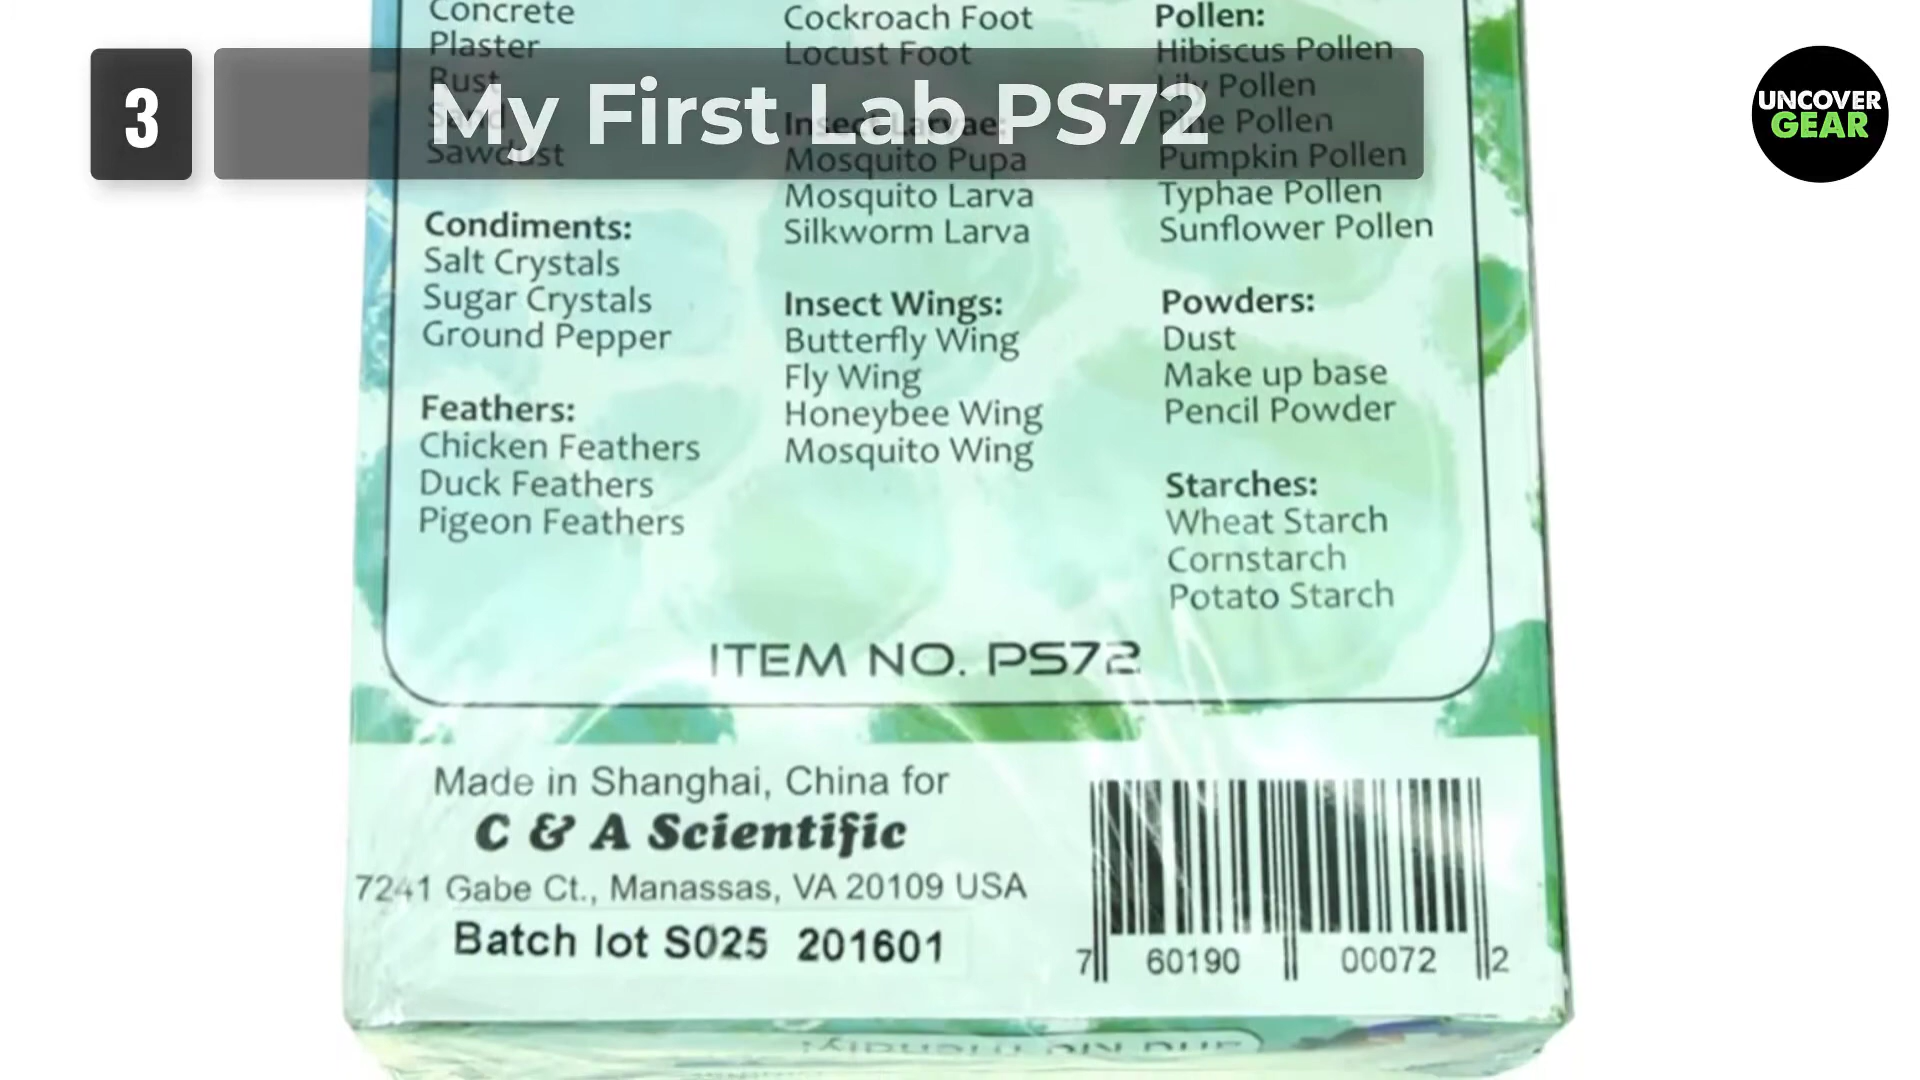 3
My First Lab PS72
UNCOVER
GEAR
Concrete
Plaster
Rust
Sand
Sawdust
Condiments:
Salt Crystals
Sugar Crystals
Ground Pepper
Feathers:
Chicken Feathers
Duck Feathers
Pigeon Feathers
Cockroach Foot
Locust Foot
Insect Larvae:
Mosquito Pupa
Mosquito Larva
Silkworm Larva
Insect Wings:
Butterfly Wing
Fly Wing
Honeybee Wing
Mosquito Wing
Pollen:
Hibiscus Pollen
Lily Pollen
Pine Pollen
Pumpkin Pollen
Typhae Pollen
Sunflower Pollen
Powders:
Dust
Make up base
Pencil Powder
Starches:
Wheat Starch
Cornstarch
Potato Starch
ITEM NO. PS72
Made in Shanghai, China for
C & A Scientific
7241 Gabe Ct., Manassas, VA 20109 USA
Batch lot S025 201601
7 60190 00072 2